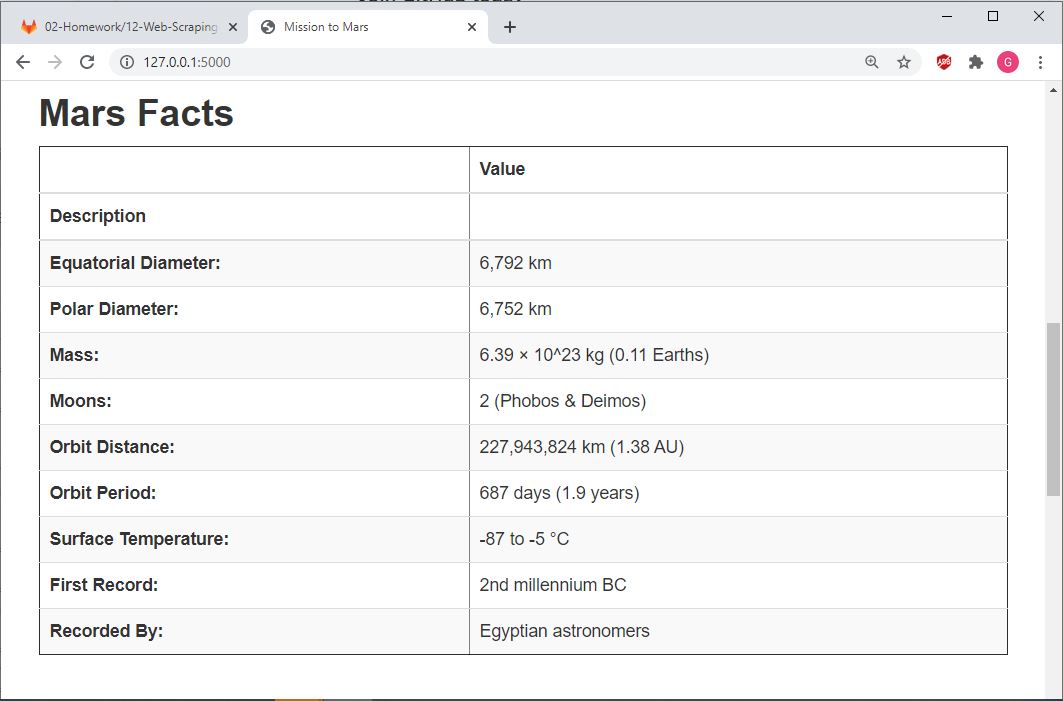 02-Homework/12-Web-Scraping
Mission to Mars
127.0.0.1:5000
ABP
G
Mars Facts
Value
Description
Equatorial Diameter: 6,792 km
Polar Diameter: 6,752 km
Mass: 6.39 × 10^23 kg (0.11 Earths)
Moons: 2 (Phobos & Deimos)
Orbit Distance: 227,943,824 km (1.38 AU)
Orbit Period: 687 days (1.9 years)
Surface Temperature: -87 to -5 °C
First Record: 2nd millennium BC
Recorded By: Egyptian astronomers